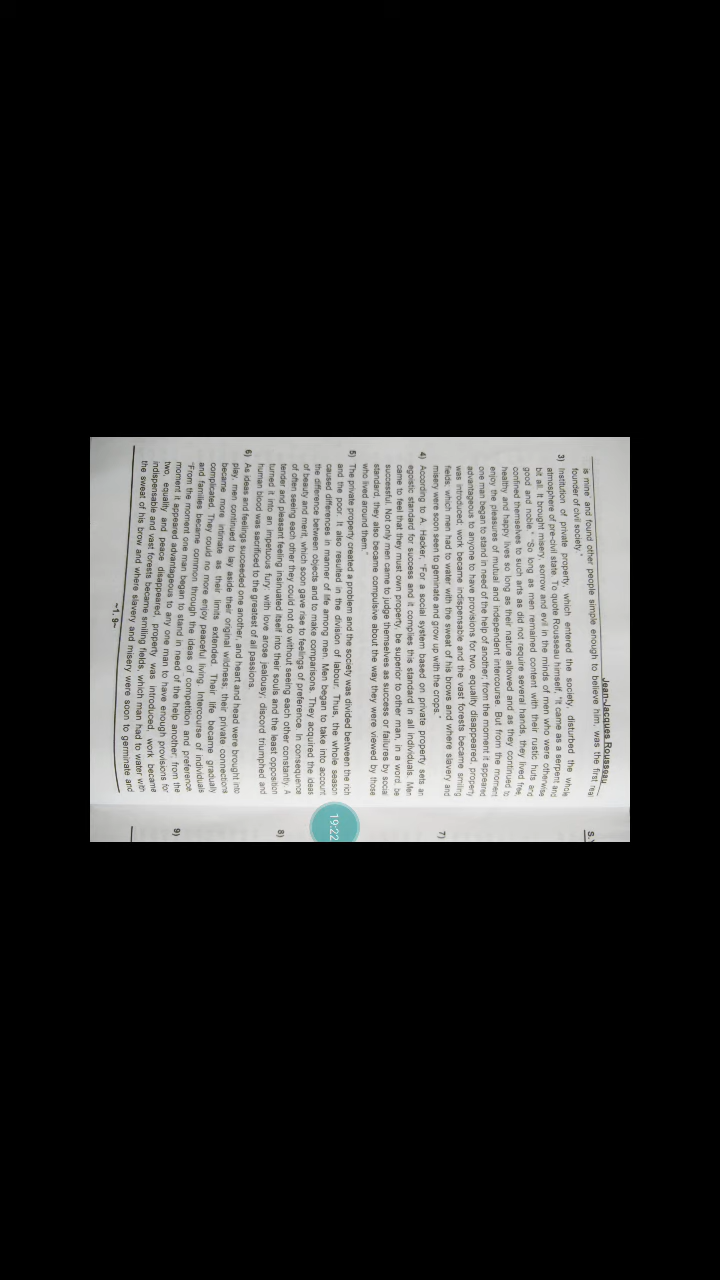 Jean-Jacques Rousseau
is mine and found other people simple enough to believe him, was the first real
founder of civil society."
3) Institution of private property, which entered the society, disturbed the whole
atmosphere of pre-civil state. To quote Rousseau himself, "It came as a serpent and
bit all. It brought misery, sorrow and evil in the minds of men who were otherwise
good and noble." "So long as men remained content with their rustic huts and
confined themselves to such arts as did not require several hands, they lived free,
healthy and happy lives so long as their nature allowed and as they continued to
enjoy the pleasures of mutual and independent intercourse. But from the moment
one man began to stand in need of the help of another; from the moment it appeared
advantageous to anyone to have provisions for two, equality disappeared, property
was introduced, work became indispensable and the vast forests became smiling
fields, which men had to water with the sweat of his brows and where slavery and
misery were soon seen to germinate and grow up with the crops."
4) According to A. Hacker, "For a social system based on private property sets an
egoistic standard for success and it complies this standard in all individuals. Men
came to feel that they must own property, be superior to other man, in a word, be
successful. Not only men came to judge themselves as success or failures by social
standard, they also became compulsive about the way they were viewed by those
who lived around them."
5) The private property created a problem and the society was divided between the rich
and the poor. It also resulted in the division of labour. Thus, the whole season
caused differences in manner of life among men. Men began to take into account
the difference between objects and to make comparisons. They acquired the ideas
of beauty and merit, which soon gave rise to feelings of preference. In consequence
of often seeing each other they could not do without seeing each other constantly. A
tender and pleasant feeling insinuated itself into their souls and the least opposition
turned it into an impetuous fury; with love arose jealousy; discord triumphed and
human blood was sacrificed to the greatest of all passions.
6) As ideas and feelings succeeded one another, and heart and head were brought into
play, men continued to lay aside their original wildness; their private connections
became more intimate as their limits extended. Their life became gradually
complicated. They could no more enjoy peaceful living. Intercourse of individuals
and families became common through the ideas of competition and preference.
"From the moment one man began to stand in need of the help another; from the
moment it appeared advantageous to any one man to have enough provisions for
two, equality and peace disappeared, property was introduced, work became
indispensable and vast forests became smiling fields, which man had to water with
the sweat of his brow and where slavery and misery were soon to germinate and
~1.9~
S.
7)
19:22
8)
9)